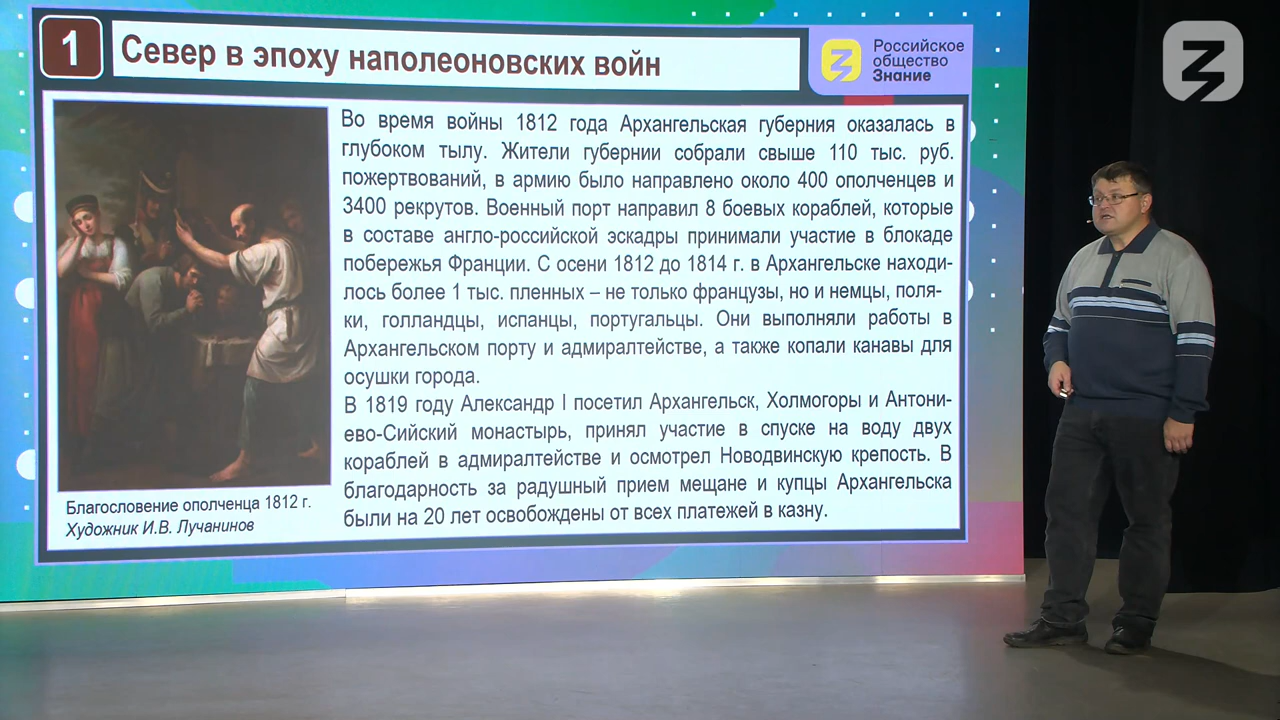 1
Север в эпоху наполеоновских войн
Российское
общество
Знание
Во время войны 1812 года Архангельская губерния оказалась в
глубоком тылу. Жители губернии собрали свыше 110 тыс. руб.
пожертвований, в армию было направлено около 400 ополченцев и
3400 рекрутов. Военный порт направил 8 боевых кораблей, которые
в составе англо-российской эскадры принимали участие в блокаде
побережья Франции. С осени 1812 до 1814 г. в Архангельске находи-
лось более 1 тыс. пленных – не только французы, но и немцы, поля-
ки, голландцы, испанцы, португальцы. Они выполняли работы в
Архангельском порту и адмиралтействе, а также копали канавы для
осушки города.
В 1819 году Александр I посетил Архангельск, Холмогоры и Антони-
ево-Сийский монастырь, принял участие в спуске на воду двух
кораблей в адмиралтействе и осмотрел Новодвинскую крепость. В
благодарность за радушный прием мещане и купцы Архангельска
были на 20 лет освобождены от всех платежей в казну.
Благословение ополченца 1812 г.
Художник И.В. Лучанинов